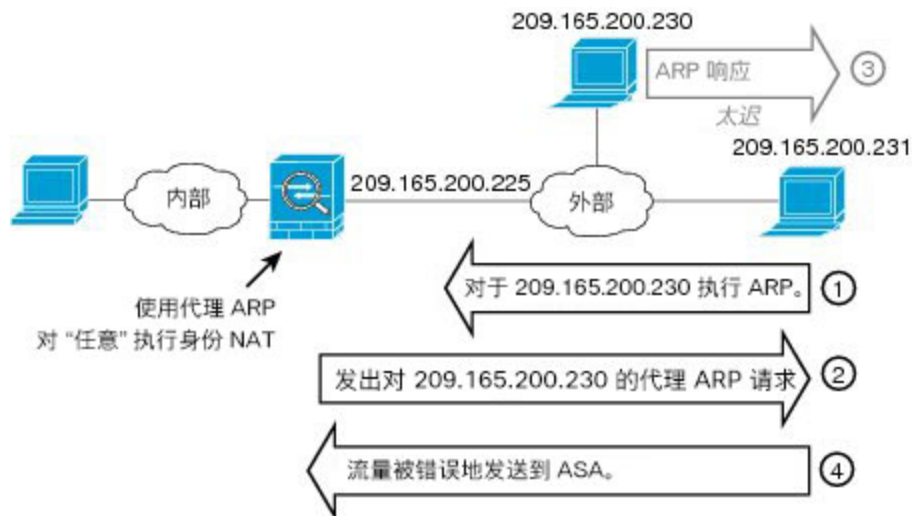 209.165.200.230
ARP 响应
③
太迟
209.165.200.231
内部
209.165.200.225
外部
使用代理 ARP
对 “任意” 执行身份 NAT
对于 209.165.200.230 执行 ARP。
①
发出对 209.165.200.230 的代理 ARP 请求
②
流量被错误地发送到 ASA。
④